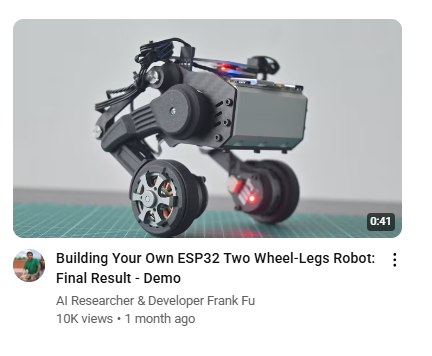 0:41
Building Your Own ESP32 Two Wheel-Legs Robot:
Final Result - Demo
AI Researcher & Developer Frank Fu
10K views • 1 month ago